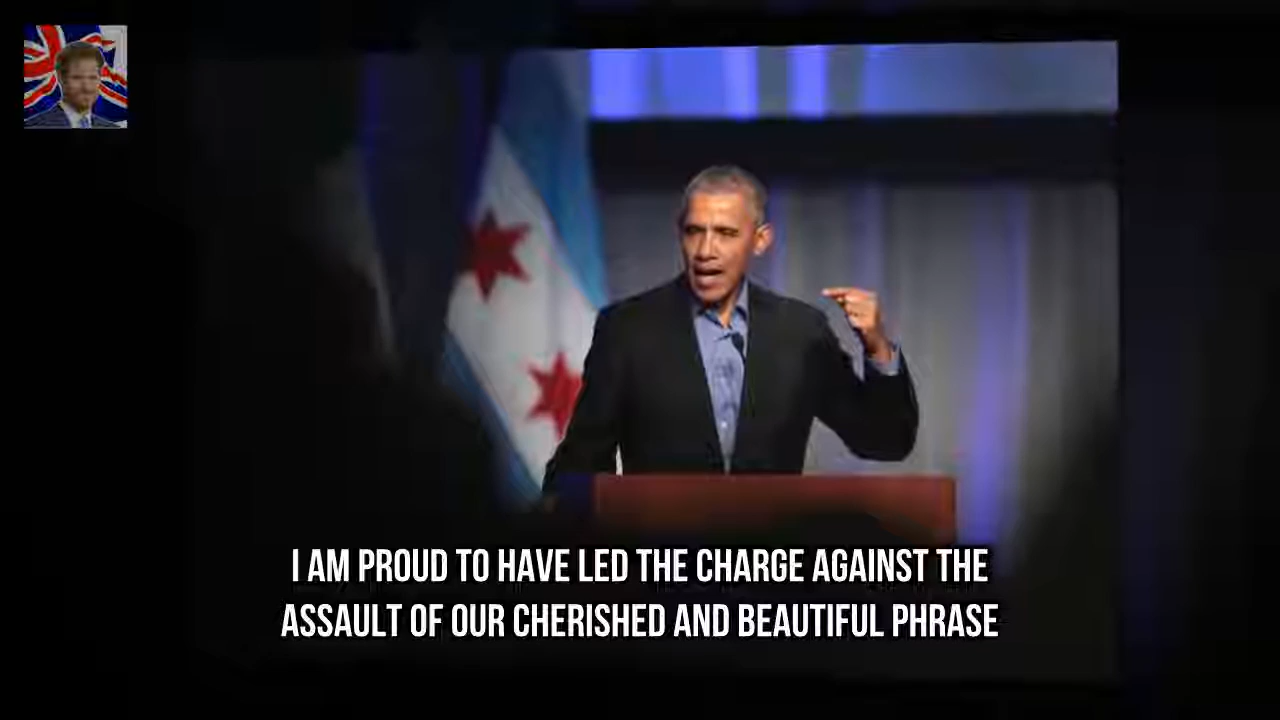 I AM PROUD TO HAVE LED THE CHARGE AGAINST THE
ASSAULT OF OUR CHERISHED AND BEAUTIFUL PHRASE